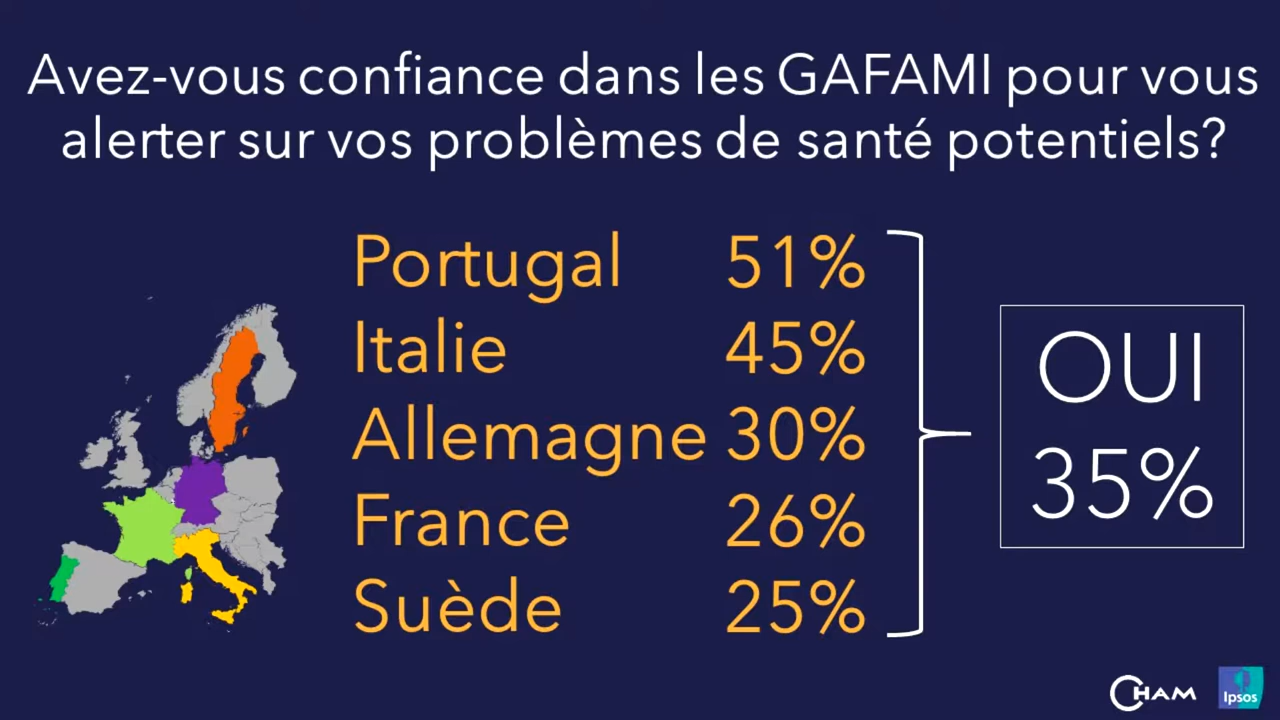 Avez-vous confiance dans les GAFAMI pour vous
alerter sur vos problèmes de santé potentiels?
Portugal 51%
Italie 45%
Allemagne 30%
France 26%
Suède 25%
OUI
35%
CHAM
Ipsos